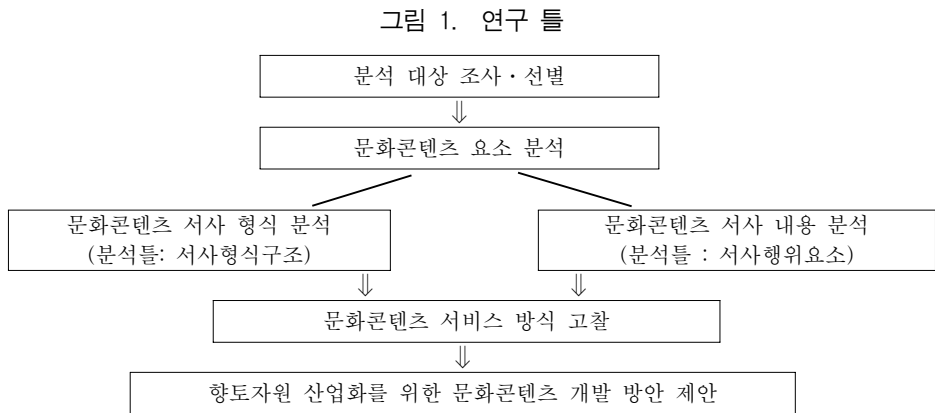 그림 1. 연구 틀
분석 대상 조사・선별
⇓
문화콘텐츠 요소 분석
문화콘텐츠 서사 형식 분석
(분석틀: 서사형식구조)
문화콘텐츠 서사 내용 분석
(분석틀 : 서사행위요소)
⇓ ⇓
문화콘텐츠 서비스 방식 고찰
⇓
향토자원 산업화를 위한 문화콘텐츠 개발 방안 제안